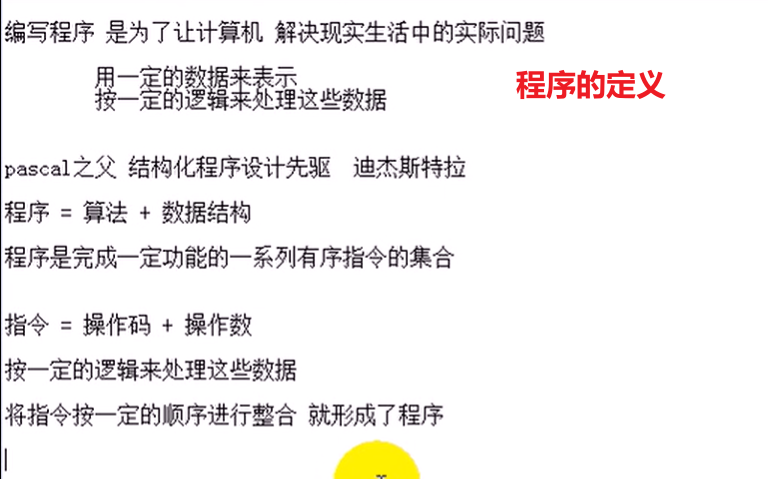 编写程序 是为了让计算机 解决现实生活中的实际问题
用一定的数据来表示
程序的定义
按一定的逻辑来处理这些数据
pascal之父 结构化程序设计先驱 迪杰斯特拉
程序 = 算法 + 数据结构
程序是完成一定功能的一系列有序指令的集合
指令 = 操作码 + 操作数
按一定的逻辑来处理这些数据
将指令按一定的顺序进行整合 就形成了程序